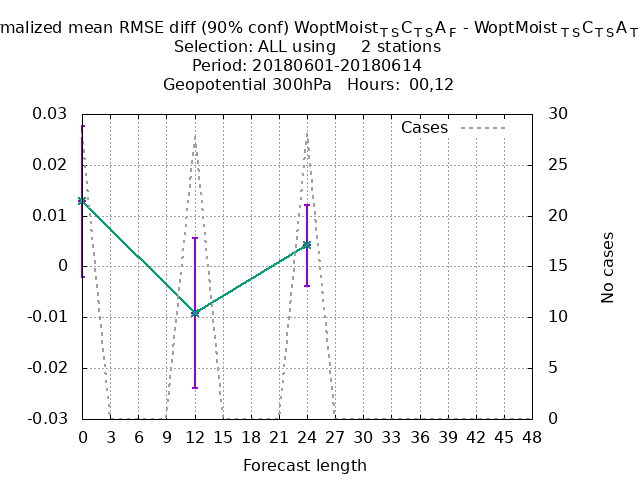 rmalized mean RMSE diff (90% conf) WoptMoist_TSC_TSA_F - WoptMoist_TSC_TSA_T
Selection: ALL using 2 stations
Period: 20180601-20180614
Geopotential 300hPa Hours: 00,12
Cases
0.03
0.02
0.01
0
-0.01
-0.02
-0.03
30
25
20
15
10
5
0
No cases
0 3 6 9 12 15 18 21 24 27 30 33 36 39 42 45 48
Forecast length